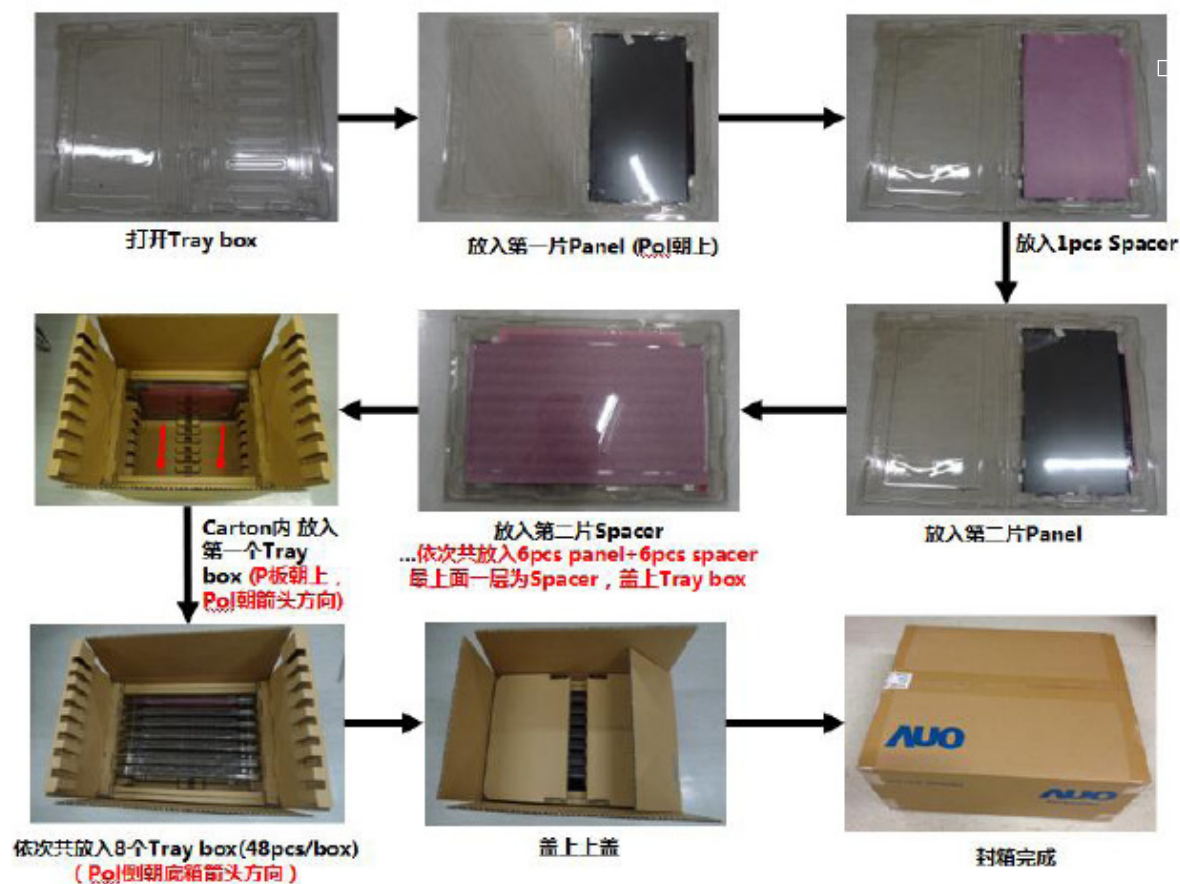 打开Tray box
放入第一片Panel (Pol朝上)
放入1pcs Spacer
放入第二片Panel
放入第二片Spacer
...依次共放入6pcs panel+6pcs spacer
最上面一层为Spacer，盖上Tray box
Carton内 放入
第一个Tray
box (P板朝上，
Pol朝箭头方向)
依次共放入8个Tray box(48pcs/box)
（Pol侧朝底箱箭头方向）
盖上上盖
AUO
AUO
封箱完成